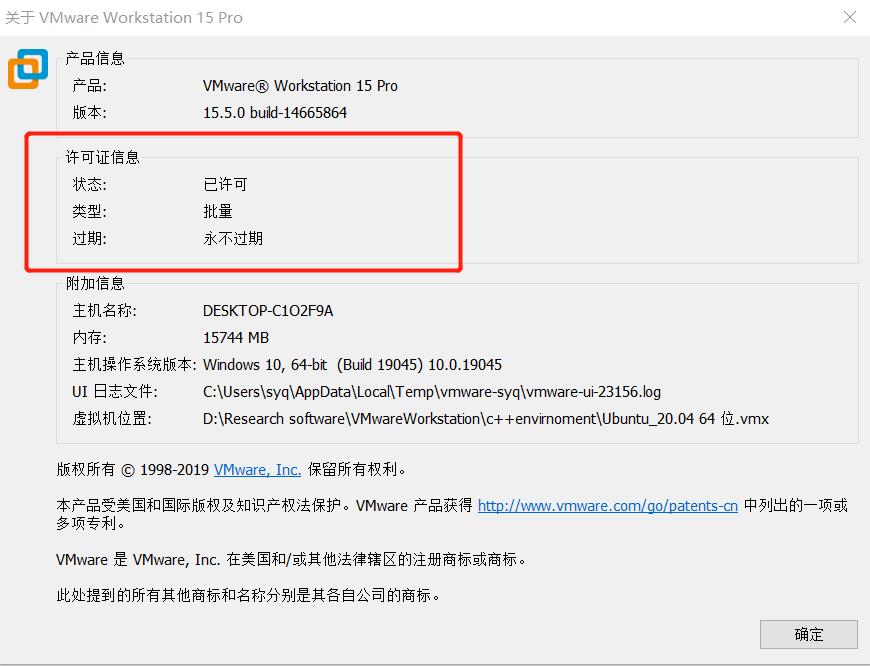 关于 VMware Workstation 15 Pro
产品信息
产品: VMware® Workstation 15 Pro
版本: 15.5.0 build-14665864
许可证信息
状态: 已许可
类型: 批量
过期: 永不过期
附加信息
主机名称: DESKTOP-C1O2F9A
内存: 15744 MB
主机操作系统版本: Windows 10, 64-bit (Build 19045) 10.0.19045
UI 日志文件: C:\Users\syq\AppData\Local\Temp\vmware-syq\vmware-ui-23156.log
虚拟机位置: D:\Research software\VMwareWorkstation\c++envirnoment\Ubuntu_20.04 64 位.vmx
版权所有 © 1998-2019 VMware, Inc. 保留所有权利。
本产品受美国和国际版权及知识产权法保护。VMware 产品获得 http://www.vmware.com/go/patents-cn 中列出的一项或
多项专利。
VMware 是 VMware, Inc. 在美国和/或其他法律辖区的注册商标或商标。
此处提到的所有其他商标和名称分别是其各自公司的商标。
确定